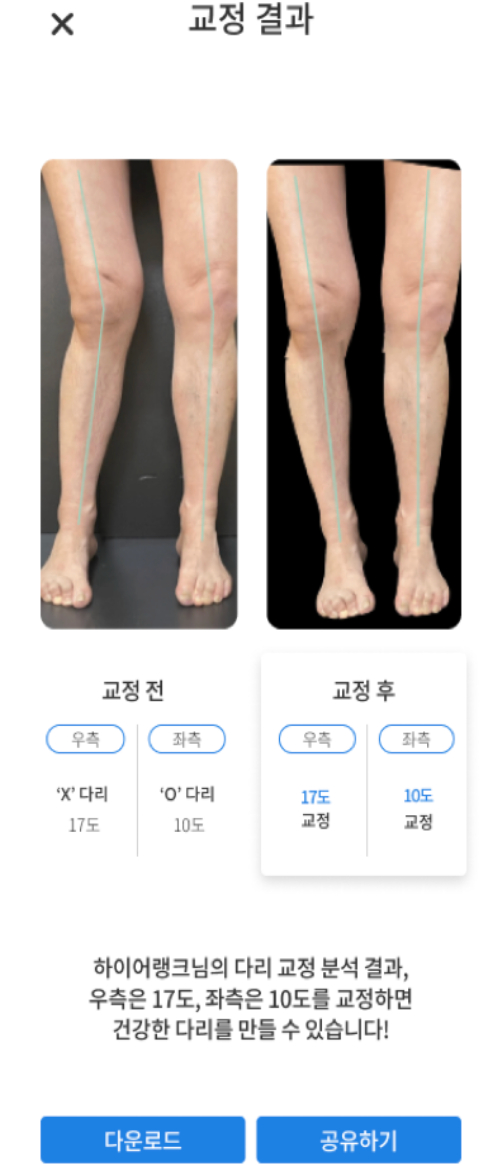 교정 결과
교정 전
우측
좌측
'X' 다리
17도
'O' 다리
10도
교정 후
우측
좌측
17도
교정
10도
교정
하이어랭크님의 다리 교정 분석 결과,
우측은 17도, 좌측은 10도를 교정하면
건강한 다리를 만들 수 있습니다!
다운로드
공유하기